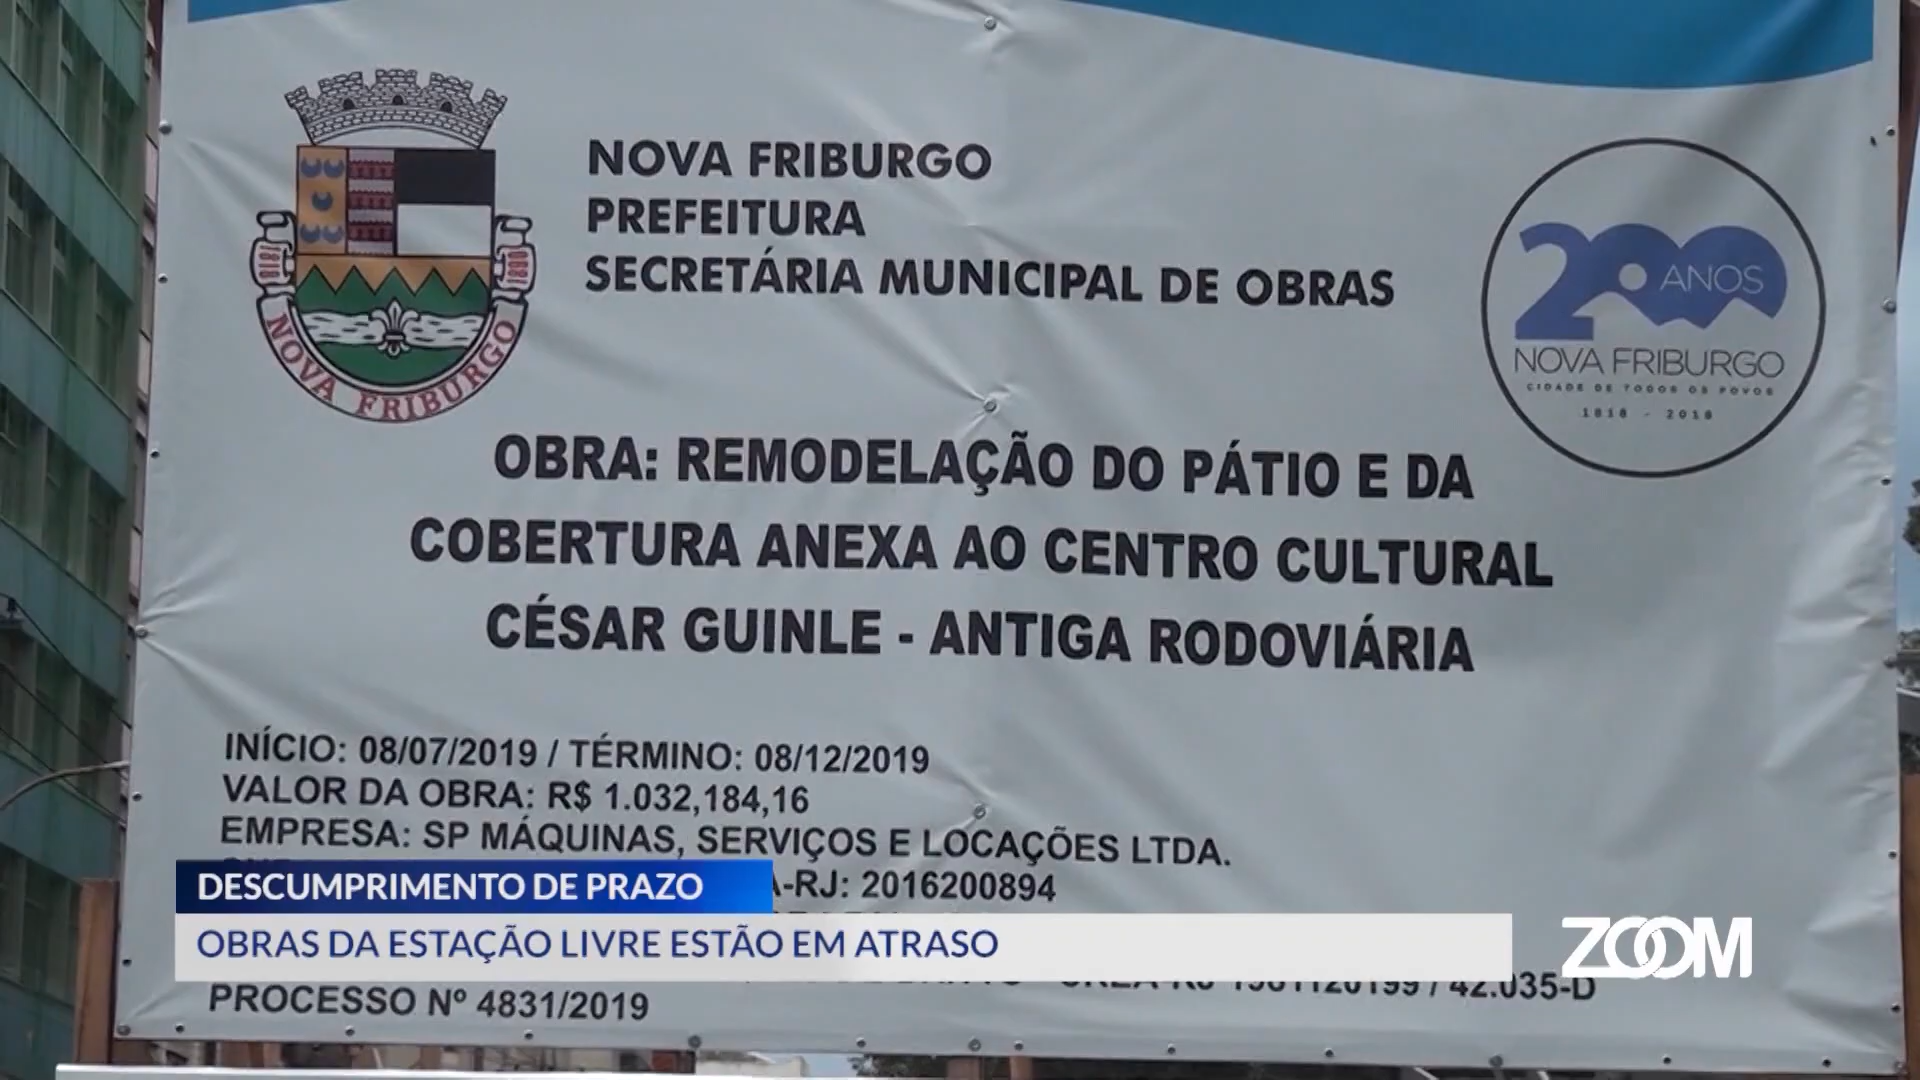 NOVA FRIBURGO
PREFEITURA
SECRETÁRIA MUNICIPAL DE OBRAS
NOVA FRIBURGO
200 ANOS
NOVA FRIBURGO
CIDADE DE TODOS OS POVOS
1818 - 2018
OBRA: REMODELAÇÃO DO PÁTIO E DA
COBERTURA ANEXA AO CENTRO CULTURAL
CÉSAR GUINLE - ANTIGA RODOVIÁRIA
INÍCIO: 08/07/2019 / TÉRMINO: 08/12/2019
VALOR DA OBRA: R$ 1.032,184,16
EMPRESA: SP MÁQUINAS, SERVIÇOS E LOCAÇÕES LTDA.
A-RJ: 2016200894
DESCUMPRIMENTO DE PRAZO
OBRAS DA ESTAÇÃO LIVRE ESTÃO EM ATRASO
ZOOM
42.035-D
PROCESSO Nº 4831/2019